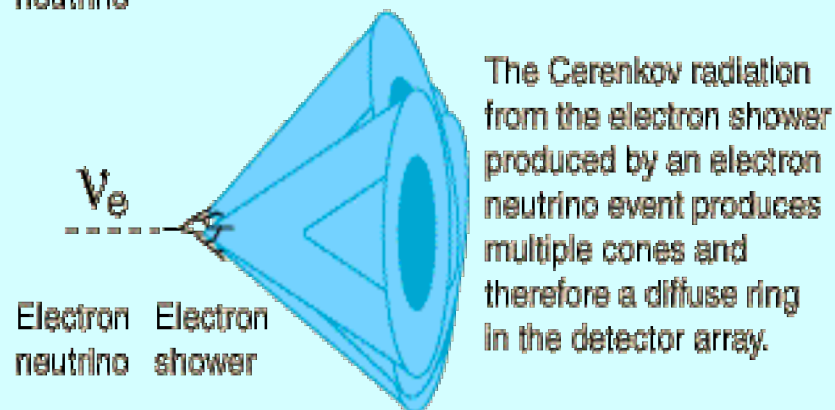 neutrino
The Cerenkov radiation
from the electron shower
produced by an electron
neutrino event produces
multiple cones and
therefore a diffuse ring
in the detector array.
νe
Electron Electron
neutrino shower